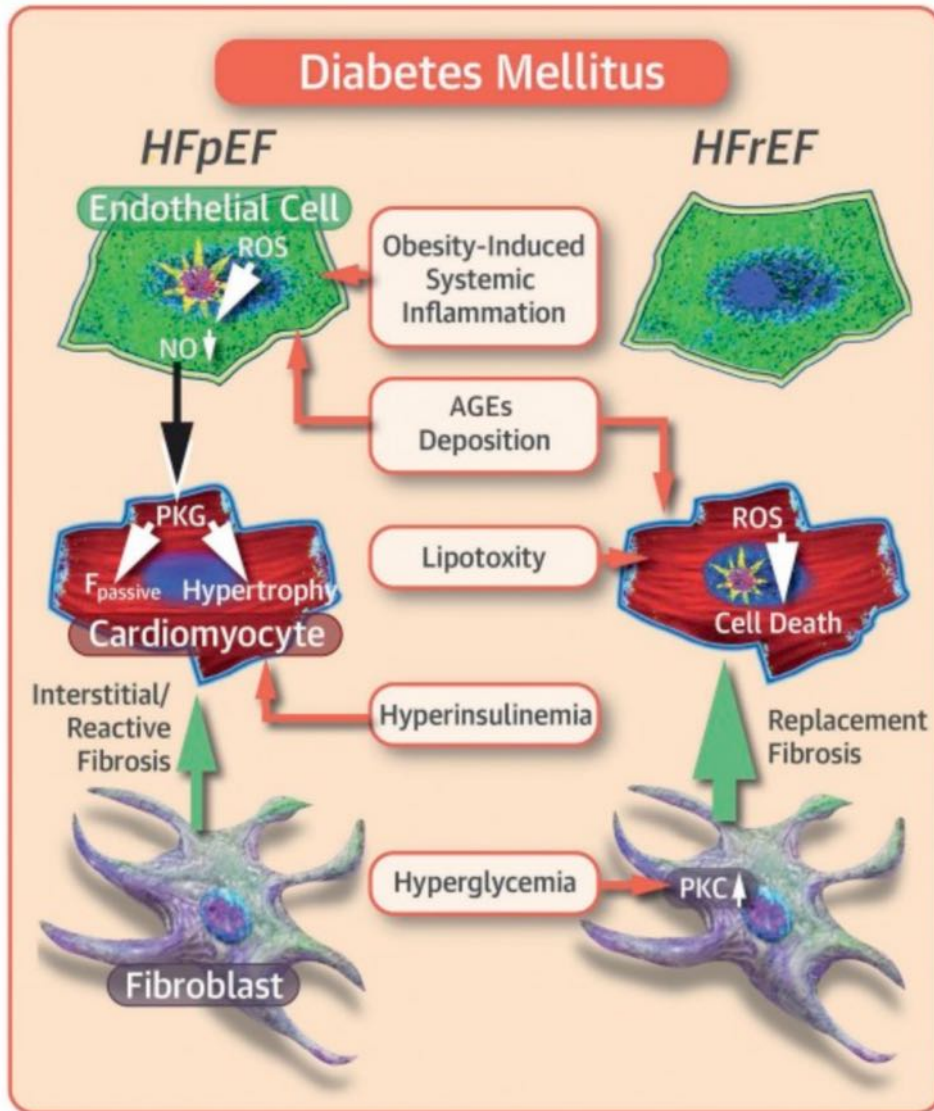 Diabetes Mellitus
HFpEF
HFrEF
Endothelial Cell
ROS
NO
Obesity-Induced
Systemic
Inflammation
AGEs
Deposition
PKG
Fpassive
Hypertrophy
Cardiomyocyte
Lipotoxity
ROS
Cell Death
Interstitial/
Reactive
Fibrosis
Hyperinsulinemia
Replacement
Fibrosis
Hyperglycemia
PKC
Fibroblast